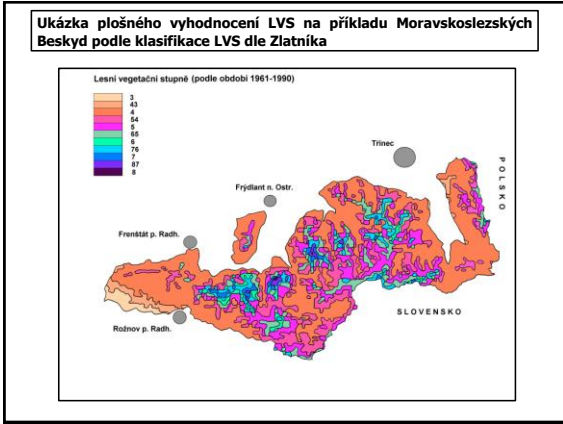 Ukázka plošného vyhodnocení LVS na příkladu Moravskoslezských
Beskyd podle klasifikace LVS dle Zlatníka
Lesní vegetační stupně (podle období 1961-1990)
3
43
4
54
5
65
6
76
7
87
8
Třinec
POLSKO
Frýdlant n. Ostr.
Frenštát p. Radh.
SLOVENSKO
Rožnov p. Radh.